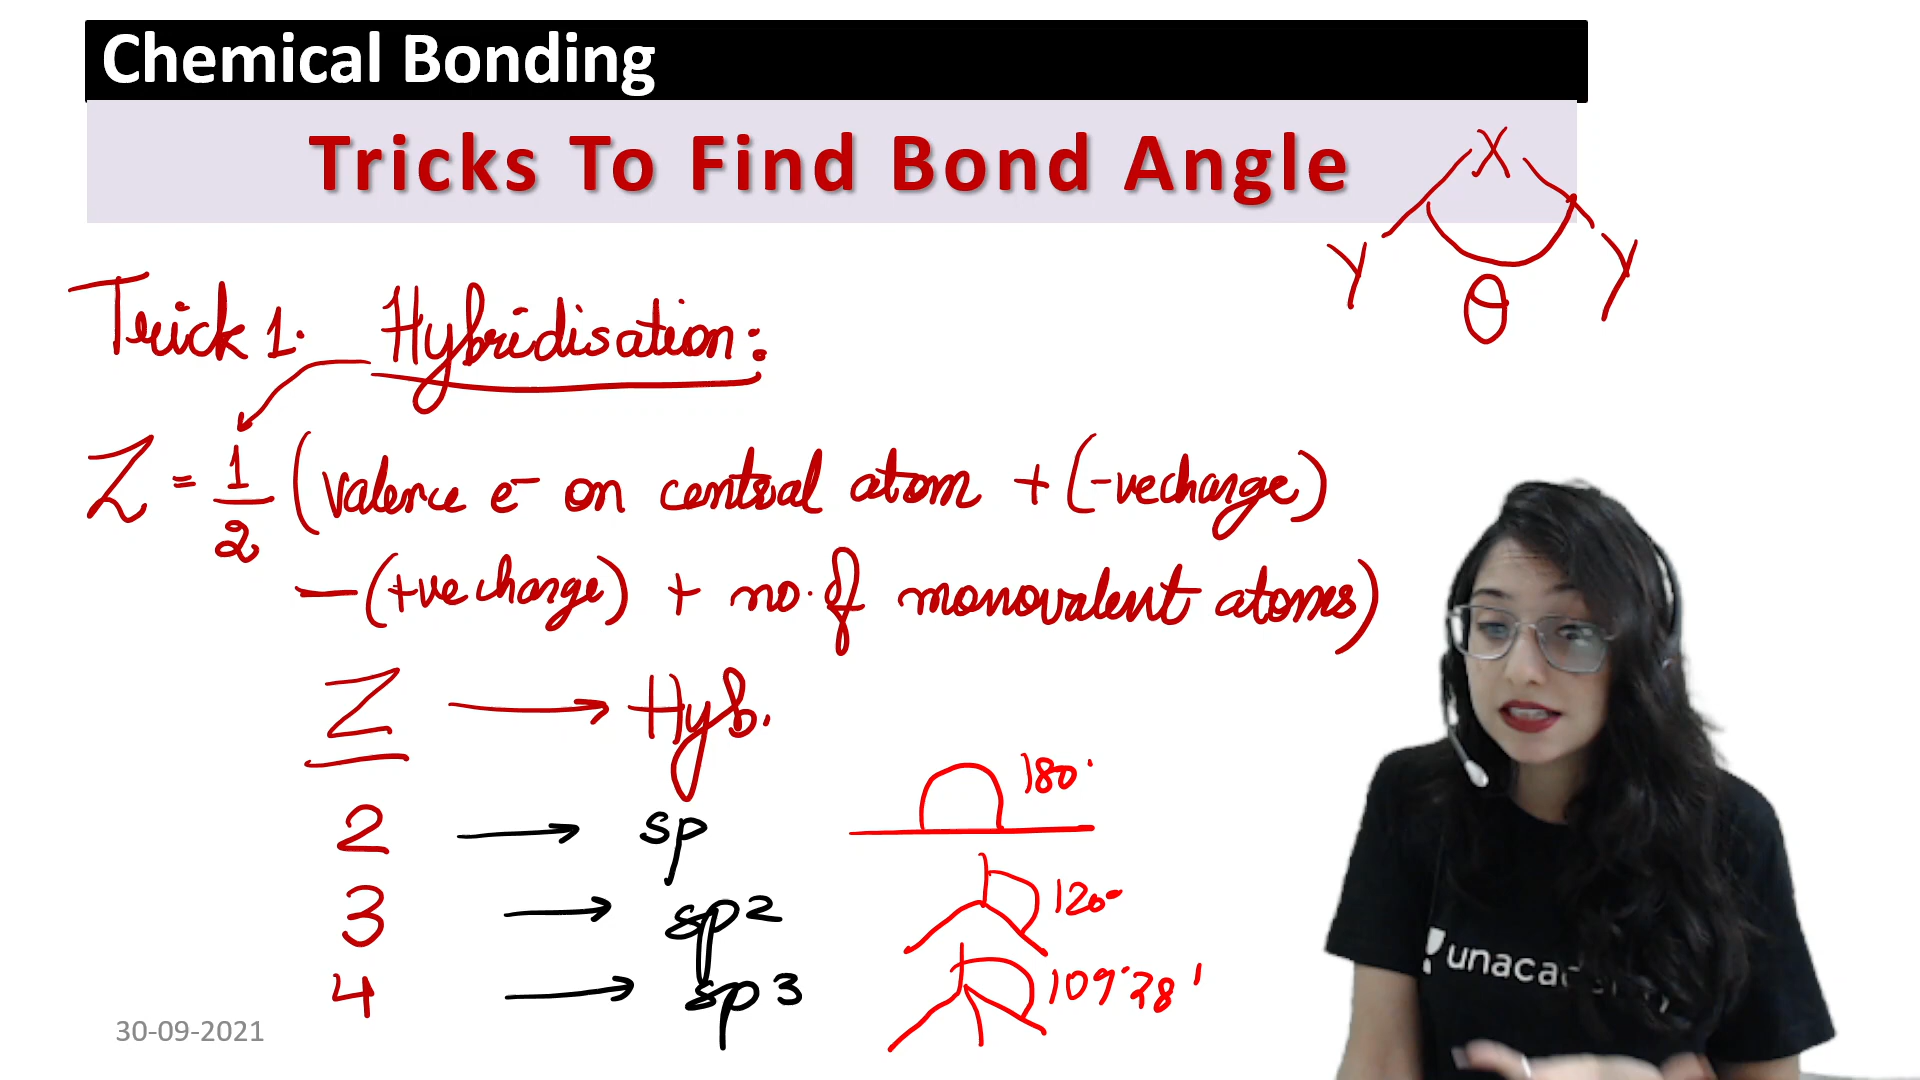 Chemical Bonding
Tricks To Find Bond Angle
X
Y Y
θ
Trick 1. Hybridisation:
Z = 1/2 (valence e⁻ on central atom + (-ve charge)
– (+ve charge) + no. of monovalent atoms)
Z → Hyb.
2 → sp 180°
3 → sp2 120°
4 → sp3 109°28'
unacademy
30-09-2021